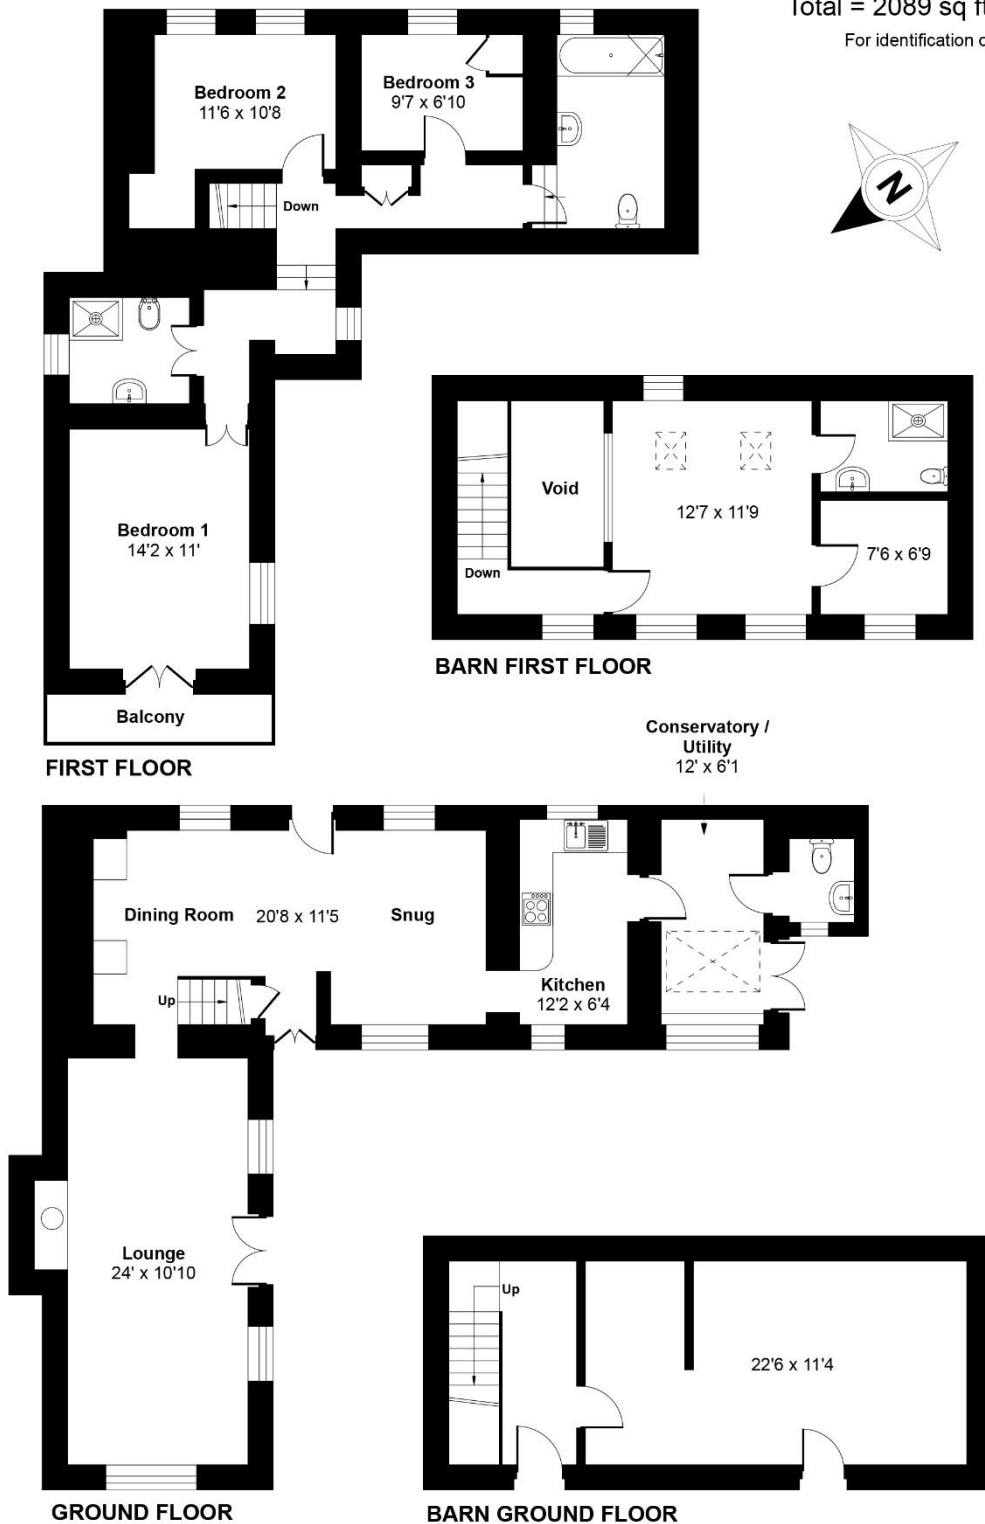 Total = 2089 sq ft
For identification o
Bedroom 2
11'6 x 10'8
Bedroom 3
9'7 x 6'10
Down
N
Bedroom 1
14'2 x 11'
Balcony
FIRST FLOOR
Void
12'7 x 11'9
7'6 x 6'9
Down
BARN FIRST FLOOR
Conservatory /
Utility
12' x 6'1
Dining Room
20'8 x 11'5
Snug
Up
Kitchen
12'2 x 6'4
Lounge
24' x 10'10
Up
22'6 x 11'4
GROUND FLOOR
BARN GROUND FLOOR